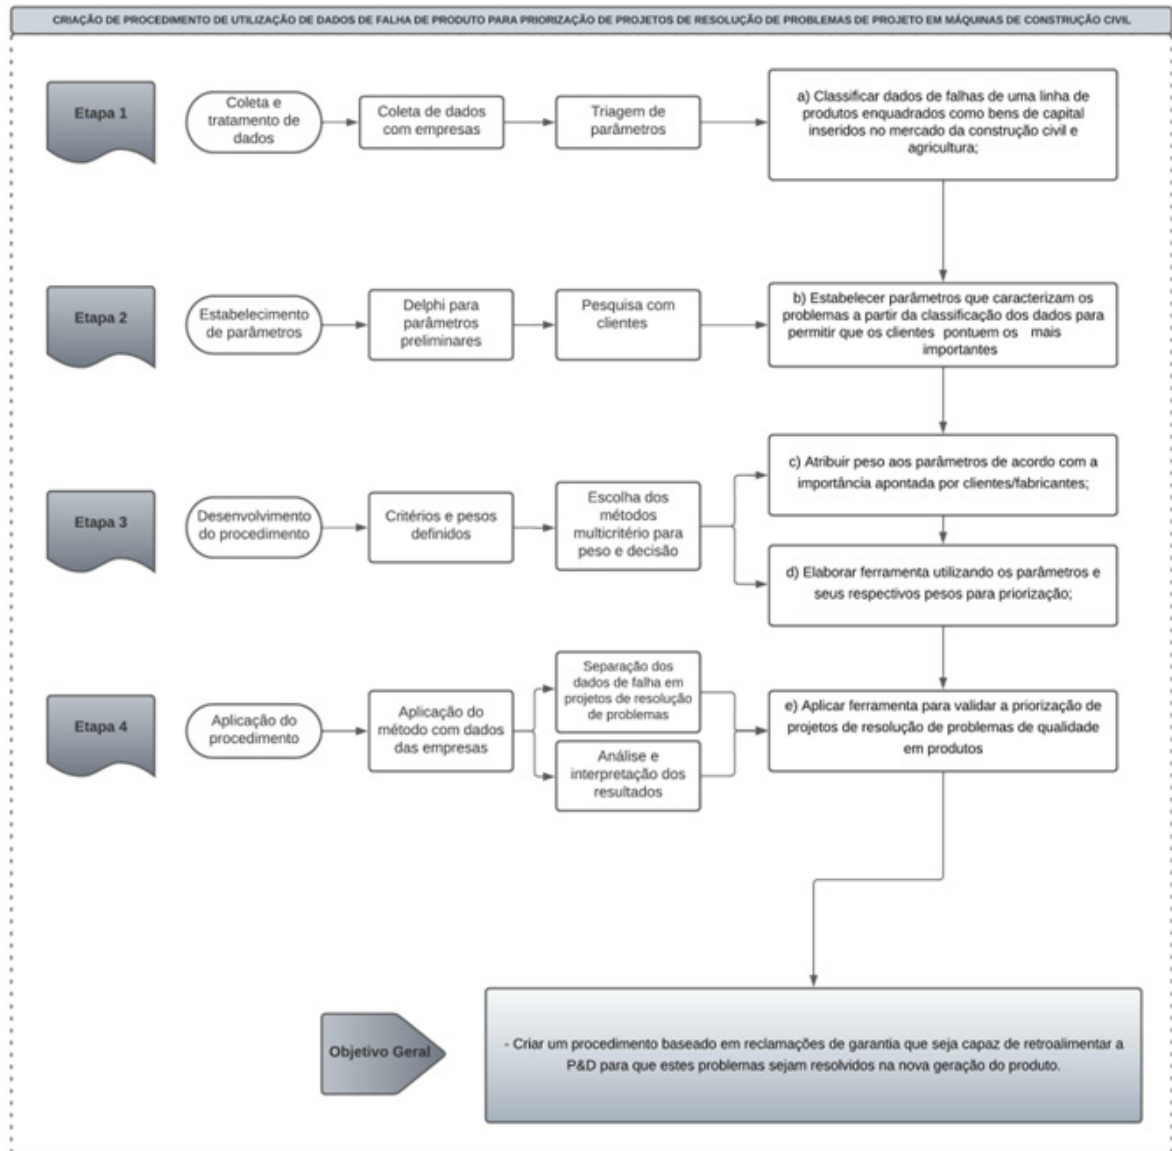 CRIAÇÃO DE PROCEDIMENTO DE UTILIZAÇÃO DE DADOS DE FALHA DE PRODUTO PARA PRIORIZAÇÃO DE PROJETOS DE RESOLUÇÃO DE PROBLEMAS DE PROJETO EM MÁQUINAS DE CONSTRUÇÃO CIVIL
Etapa 1
Coleta e
tratamento de
dados
Coleta de dados
com empresas
Triagem de
parâmetros
a) Classificar dados de falhas de uma linha de
produtos enquadrados como bens de capital
inseridos no mercado da construção civil e
agricultura;
Etapa 2
Estabelecimento
de parâmetros
Delphi para
parâmetros
preliminares
Pesquisa com
clientes
b) Estabelecer parâmetros que caracterizam os
problemas a partir da classificação dos dados para
permitir que os clientes pontuem os mais
importantes
Etapa 3
Desenvolvimento
do procedimento
Critérios e pesos
definidos
Escolha dos
métodos
multicritério para
peso e decisão
c) Atribuir peso aos parâmetros de acordo com a
importância apontada por clientes/fabricantes;
d) Elaborar ferramenta utilizando os parâmetros e
seus respectivos pesos para priorização;
Etapa 4
Aplicação do
procedimento
Aplicação do
método com dados
das empresas
Separação dos
dados de falha em
projetos de resolução
de problemas
Análise e
interpretação dos
resultados
e) Aplicar ferramenta para validar a priorização de
projetos de resolução de problemas de qualidade
em produtos
Objetivo Geral
- Criar um procedimento baseado em reclamações de garantia que seja capaz de retroalimentar a
P&D para que estes problemas sejam resolvidos na nova geração do produto.